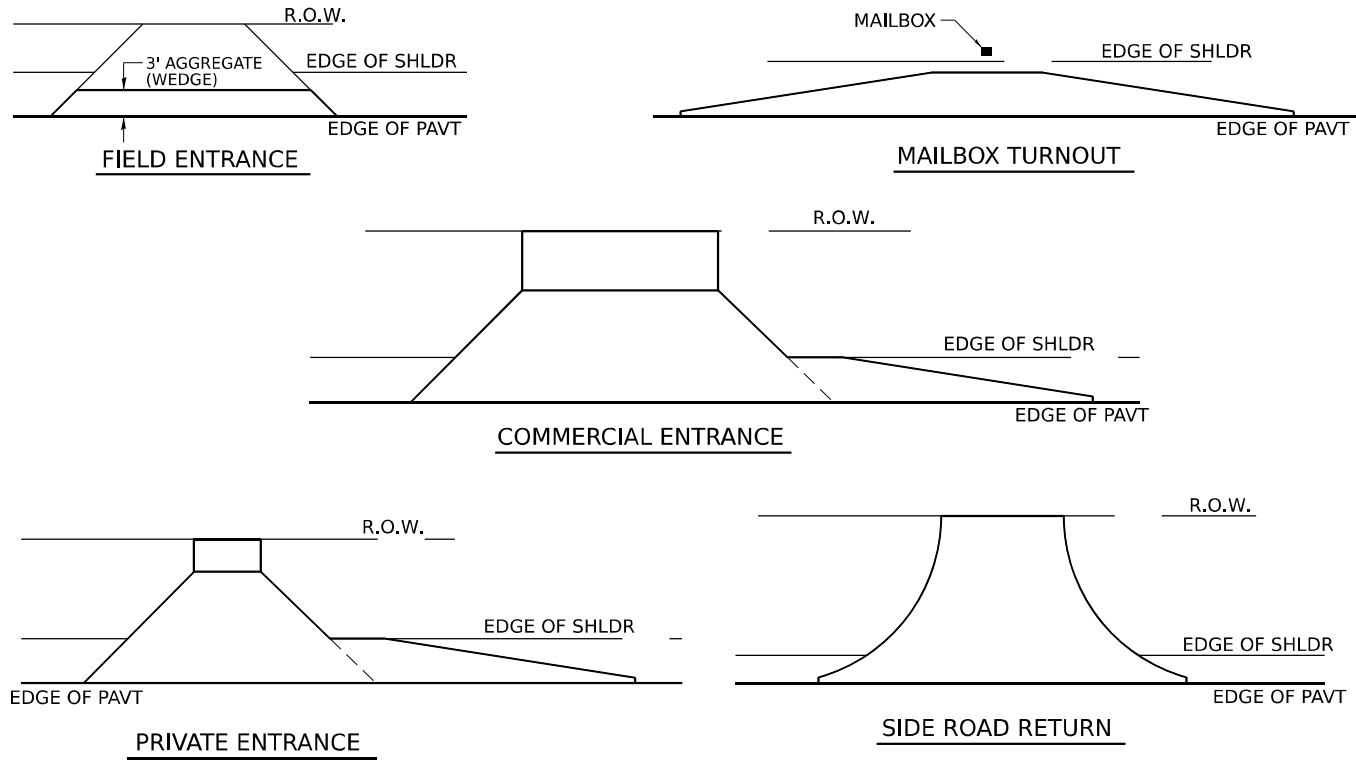 R.O.W.
3' AGGREGATE
(WEDGE)
EDGE OF SHLDR
EDGE OF PAVT
FIELD ENTRANCE
MAILBOX
EDGE OF SHLDR
EDGE OF PAVT
MAILBOX TURNOUT
R.O.W.
EDGE OF SHLDR
EDGE OF PAVT
COMMERCIAL ENTRANCE
R.O.W.
EDGE OF SHLDR
EDGE OF PAVT
PRIVATE ENTRANCE
R.O.W.
EDGE OF SHLDR
EDGE OF PAVT
SIDE ROAD RETURN